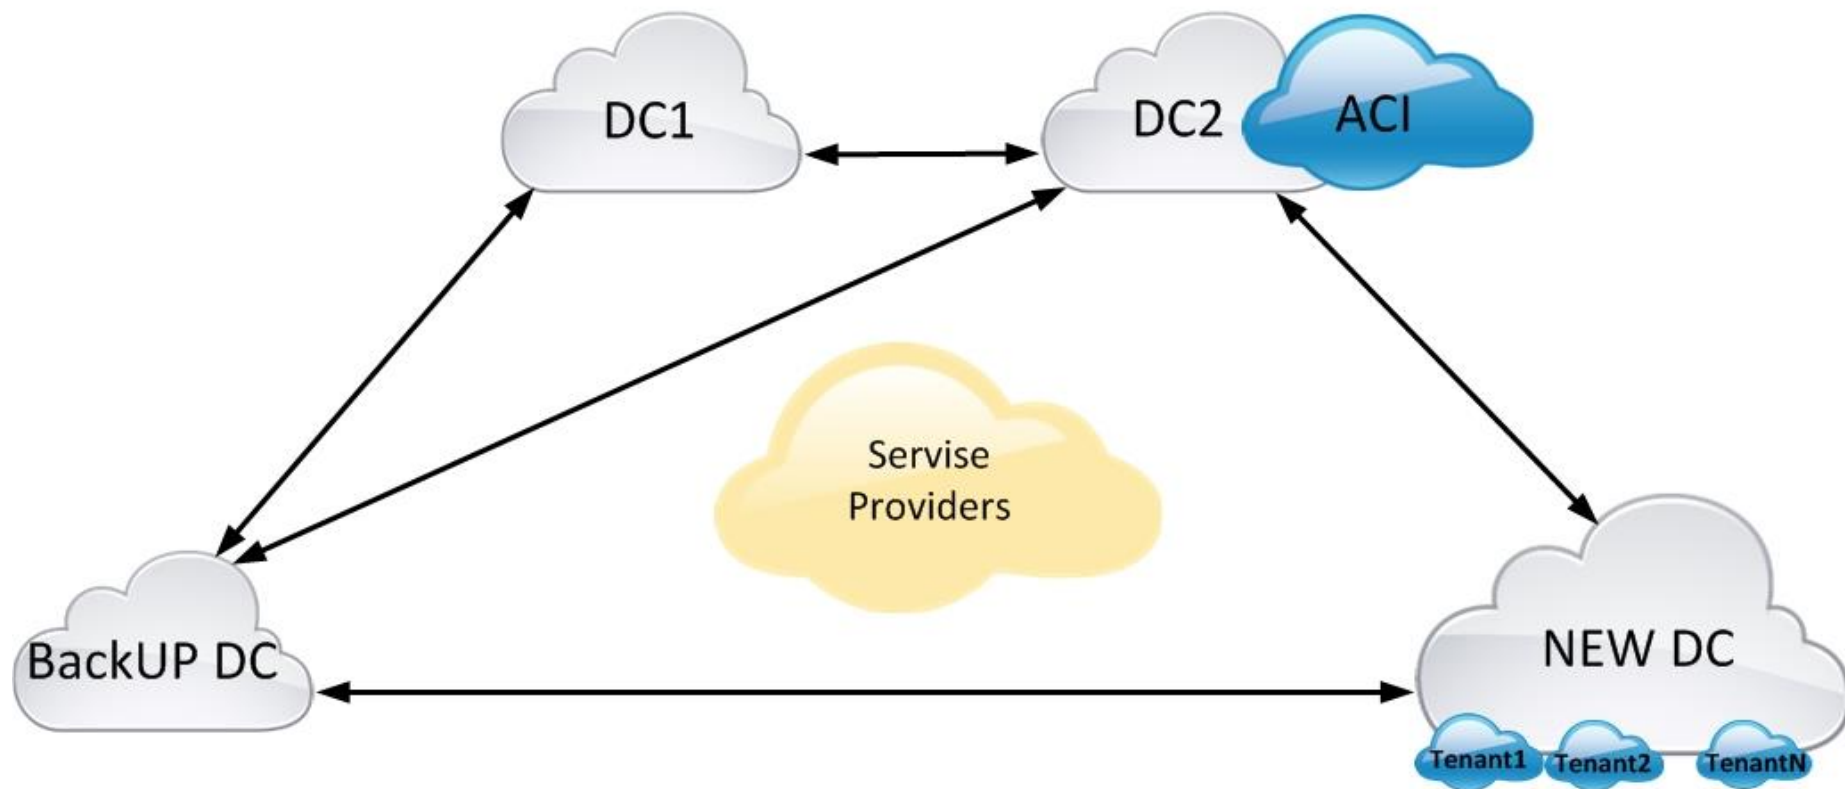 DC1
DC2
ACI
Servise
Providers
BackUP DC
NEW DC
Tenant1
Tenant2
TenantN